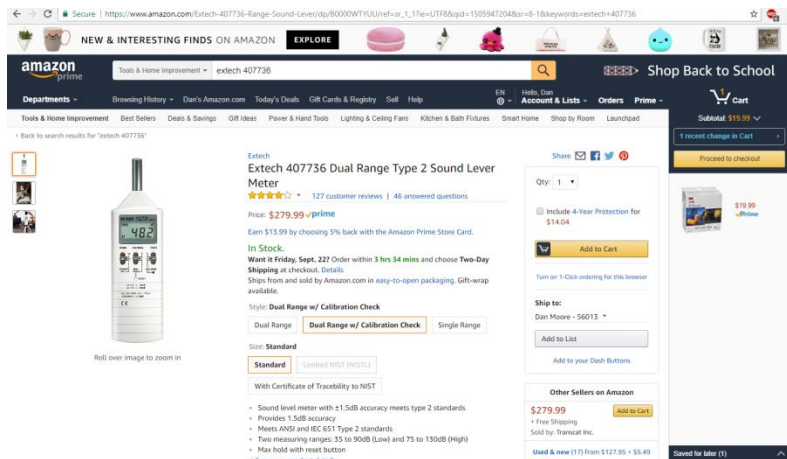 Secure | https://www.amazon.com/Extech-407736-Range-Sound-Lever/dp/B0000WTYUU/ref=sr_1_1?ie=UTF8&qid=1505947204&sr=8-1&keywords=extech+407736
NEW & INTERESTING FINDS ON AMAZON EXPLORE
amazon prime
Tools & Home Improvement extech 407736
Shop Back to School
Departments Browsing History Dan's Amazon.com Today's Deals Gift Cards & Registry Sell Help
EN Hello, Dan Account & Lists Orders Prime 1 Cart
Tools & Home Improvement Best Sellers Deals & Savings Gift Ideas Power & Hand Tools Lighting & Ceiling Fans Kitchen & Bath Fixtures Smart Home Shop by Room Launchpad
Subtotal: $19.99
‹ Back to search results for "extech 407736"
1 recent change in Cart
Proceed to checkout
$19.99
Prime
Extech
Extech 407736 Dual Range Type 2 Sound Lever
Meter
127 customer reviews | 46 answered questions
Price: $279.99 prime
Earn $13.99 by choosing 5% back with the Amazon Prime Store Card.
In Stock.
Want it Friday, Sept. 22? Order within 3 hrs 34 mins and choose Two-Day
Shipping at checkout. Details
Ships from and sold by Amazon.com in easy-to-open packaging. Gift-wrap
available.
Style: Dual Range w/ Calibration Check
Dual Range Dual Range w/ Calibration Check Single Range
Size: Standard
Standard Limited NIST (NISTL)
With Certificate of Tracebility to NIST
• Sound level meter with ±1.5dB accuracy meets type 2 standards
• Provides 1.5dB accuracy
• Meets ANSI and IEC 651 Type 2 standards
• Two measuring ranges: 35 to 90dB (Low) and 75 to 130dB (High)
• Max hold with reset button
48.2
CE
Roll over image to zoom in
Share
Qty: 1
Include 4-Year Protection for
$14.04
Add to Cart
Turn on 1-Click ordering for this browser
Ship to:
Dan Moore - 56013
Add to List
Add to your Dash Buttons
Other Sellers on Amazon
$279.99 Add to Cart
+ Free Shipping
Sold by: Transcat Inc.
Used & new (17) from $127.95 + $5.49
Saved for later (1)